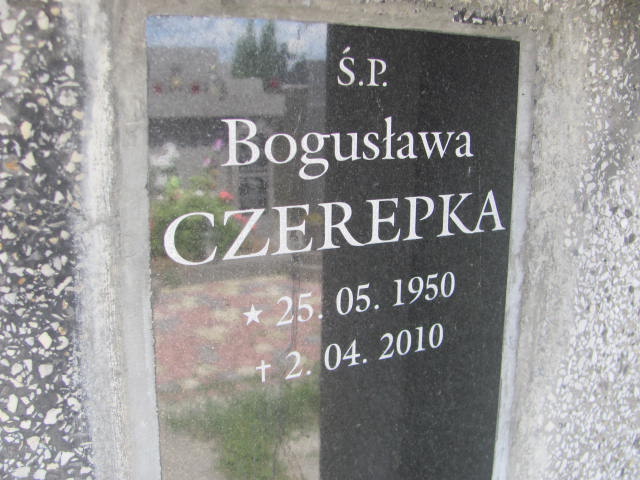 Ś.P.
Bogusława
CZEREPKA
★ 25. 05. 1950
† 2. 04. 2010